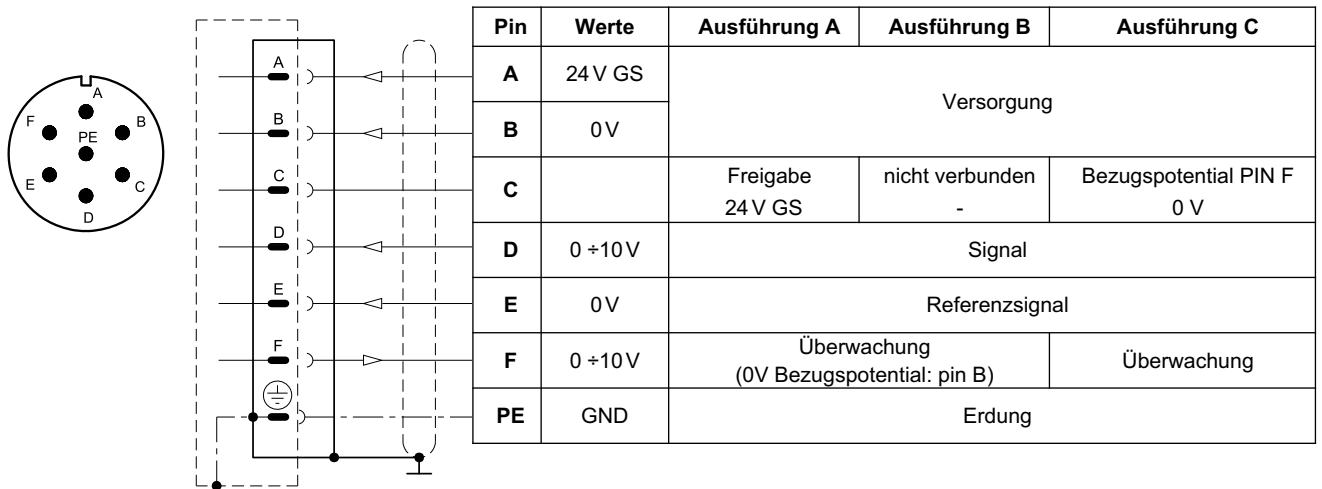 A
F
B
PE
E
C
D
A
B
C
D
E
F
Pin Werte Ausführung A Ausführung B Ausführung C
A 24 V GS
Versorgung
B 0 V
C Freigabe nicht verbunden Bezugspotential PIN F
24 V GS - 0 V
D 0 ÷10 V Signal
E 0 V Referenzsignal
F 0 ÷10 V Überwachung Überwachung
(0V Bezugspotential: pin B)
PE GND Erdung